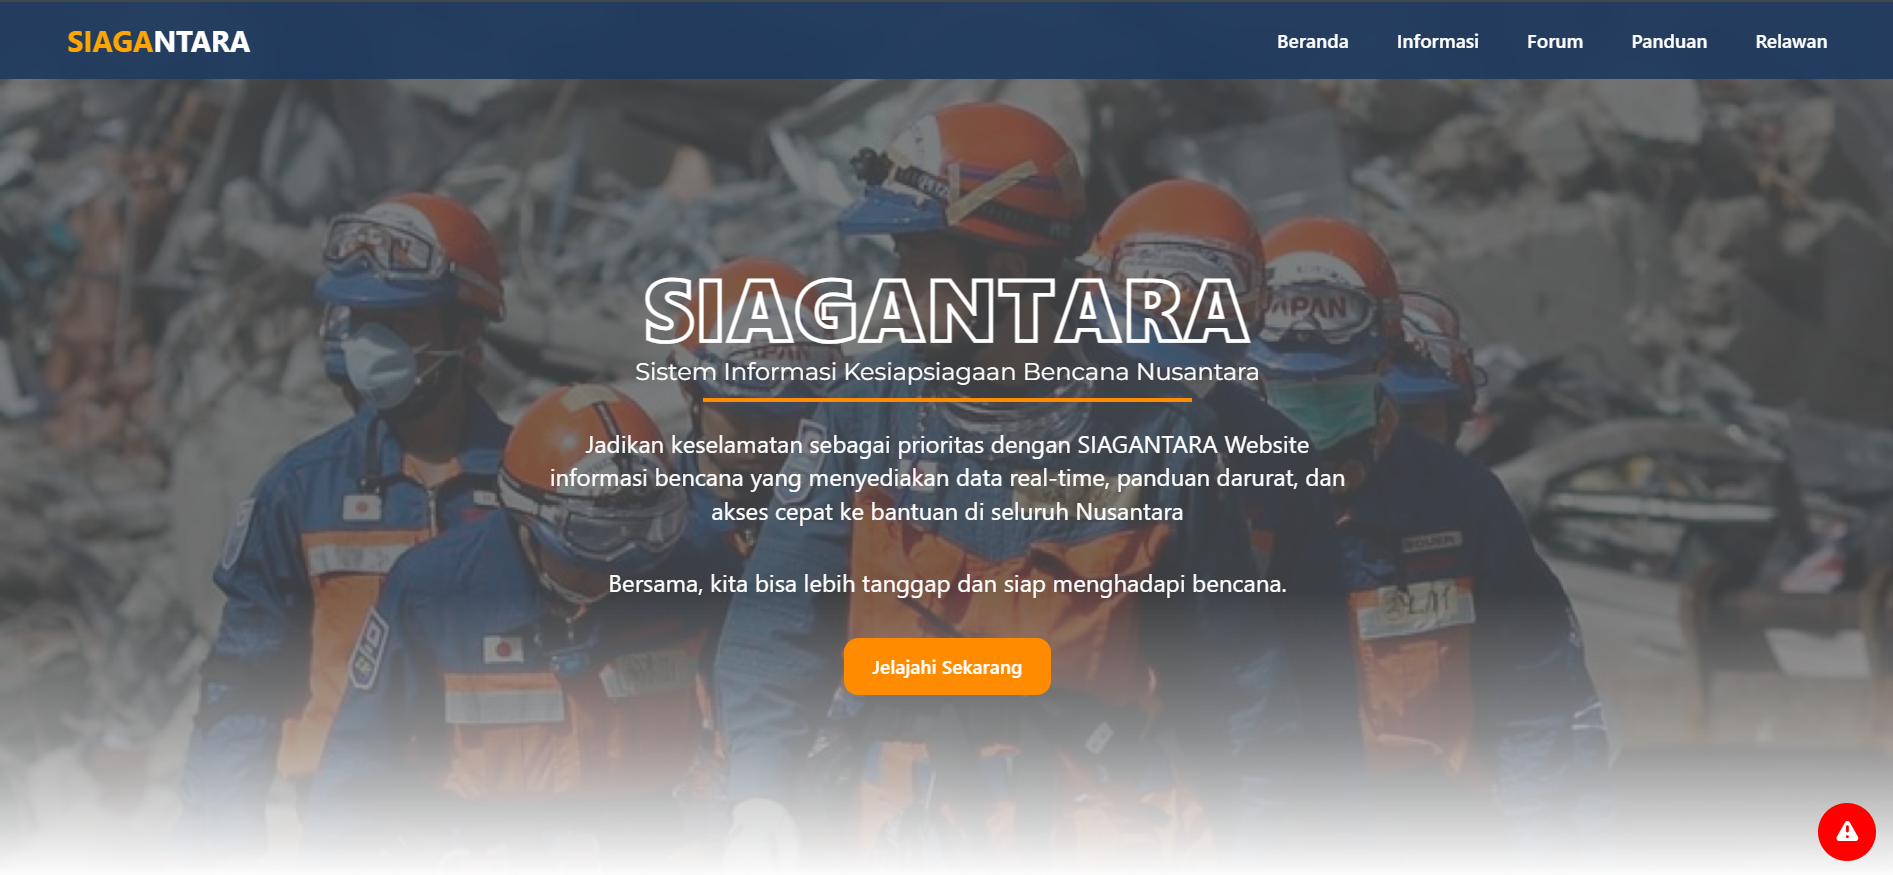 SIAGANTARA
Beranda
Informasi
Forum
Panduan
Relawan
SIAGANTARA
JAPAN
Sistem Informasi Kesiapsiagaan Bencana Nusantara
Jadikan keselamatan sebagai prioritas dengan SIAGANTARA Website
informasi bencana yang menyediakan data real-time, panduan darurat, dan
akses cepat ke bantuan di seluruh Nusantara
Bersama, kita bisa lebih tanggap dan siap menghadapi bencana.
Jelajahi Sekarang